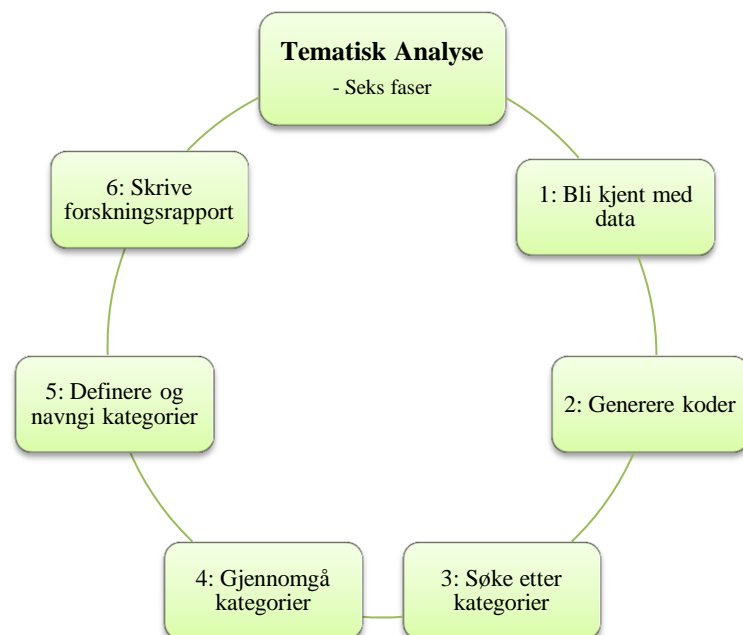 Tematisk Analyse
- Seks faser
1: Bli kjent med
data
2: Generere koder
3: Søke etter
kategorier
4: Gjennomgå
kategorier
5: Definere og
navngi kategorier
6: Skrive
forskningsrapport